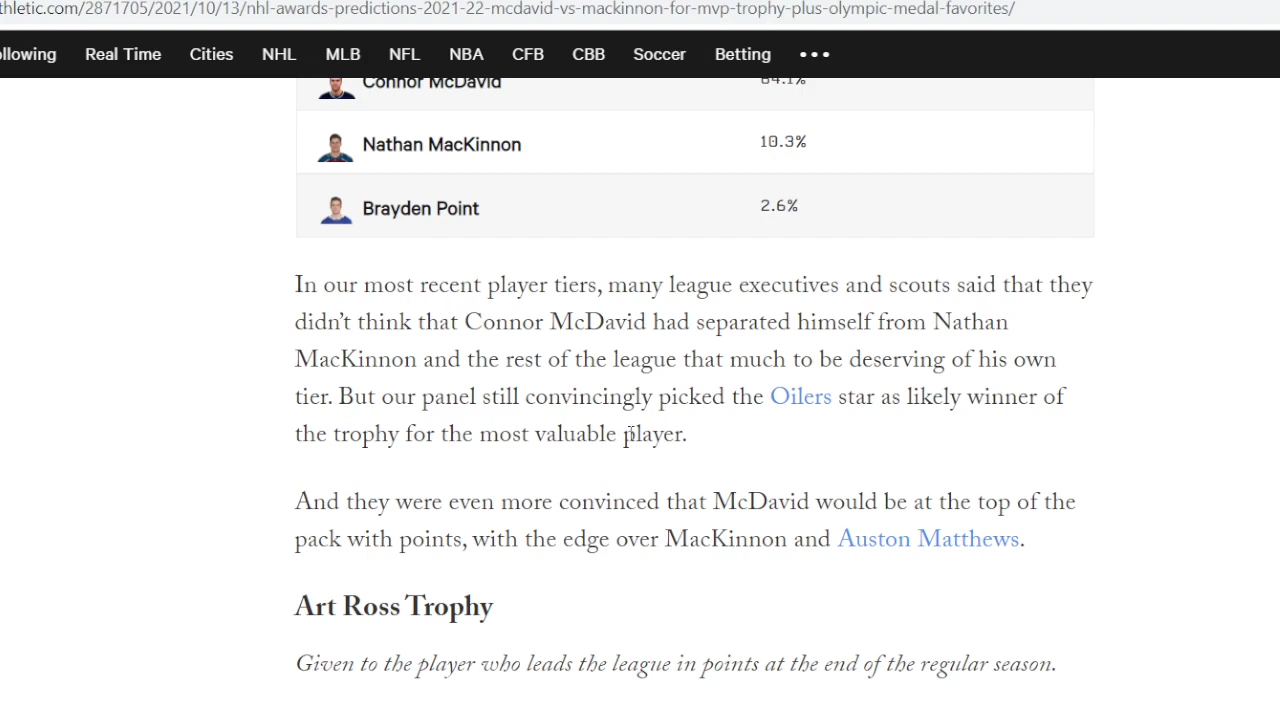 thletic.com/2871705/2021/10/13/nhl-awards-predictions-2021-22-mcdavid-vs-mackinnon-for-mvp-trophy-plus-olympic-medal-favorites/
ollowing Real Time Cities NHL MLB NFL NBA CFB CBB Soccer Betting •••
Connor McDavid
Nathan MacKinnon 10.3%
Brayden Point 2.6%
In our most recent player tiers, many league executives and scouts said that they
didn’t think that Connor McDavid had separated himself from Nathan
MacKinnon and the rest of the league that much to be deserving of his own
tier. But our panel still convincingly picked the Oilers star as likely winner of
the trophy for the most valuable player.
And they were even more convinced that McDavid would be at the top of the
pack with points, with the edge over MacKinnon and Auston Matthews.
Art Ross Trophy
Given to the player who leads the league in points at the end of the regular season.